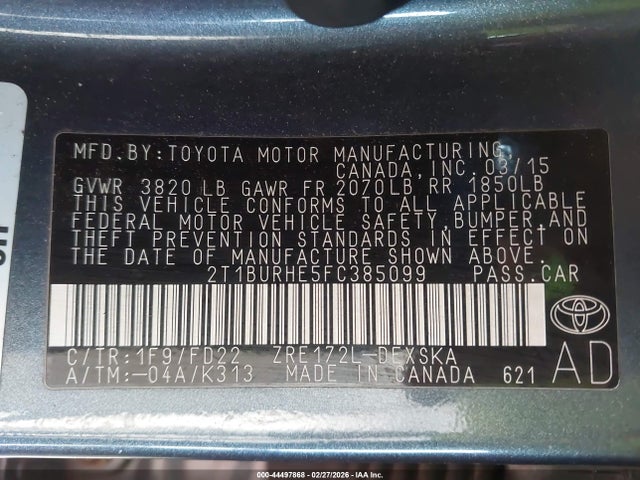 MFD. BY: TOYOTA MOTOR MANUFACTURING,
CANADA, INC. 03/15
GVWR 3820 LB GAWR FR 2070LB RR 1850LB
THIS VEHICLE CONFORMS TO ALL APPLICABLE
FEDERAL MOTOR VEHICLE SAFETY, BUMPER, AND
THEFT PREVENTION STANDARDS IN EFFECT ON
THE DATE OF MANUFACTURE SHOWN ABOVE.
2T1BURHE5FC385099 PASS.CAR
C/TR: 1F9/FD22 ZRE172L-DEXSKA
A/TM: -04A/K313 MADE IN CANADA 621
AD
000-44497868 - 02/27/2026 - IAA Inc.